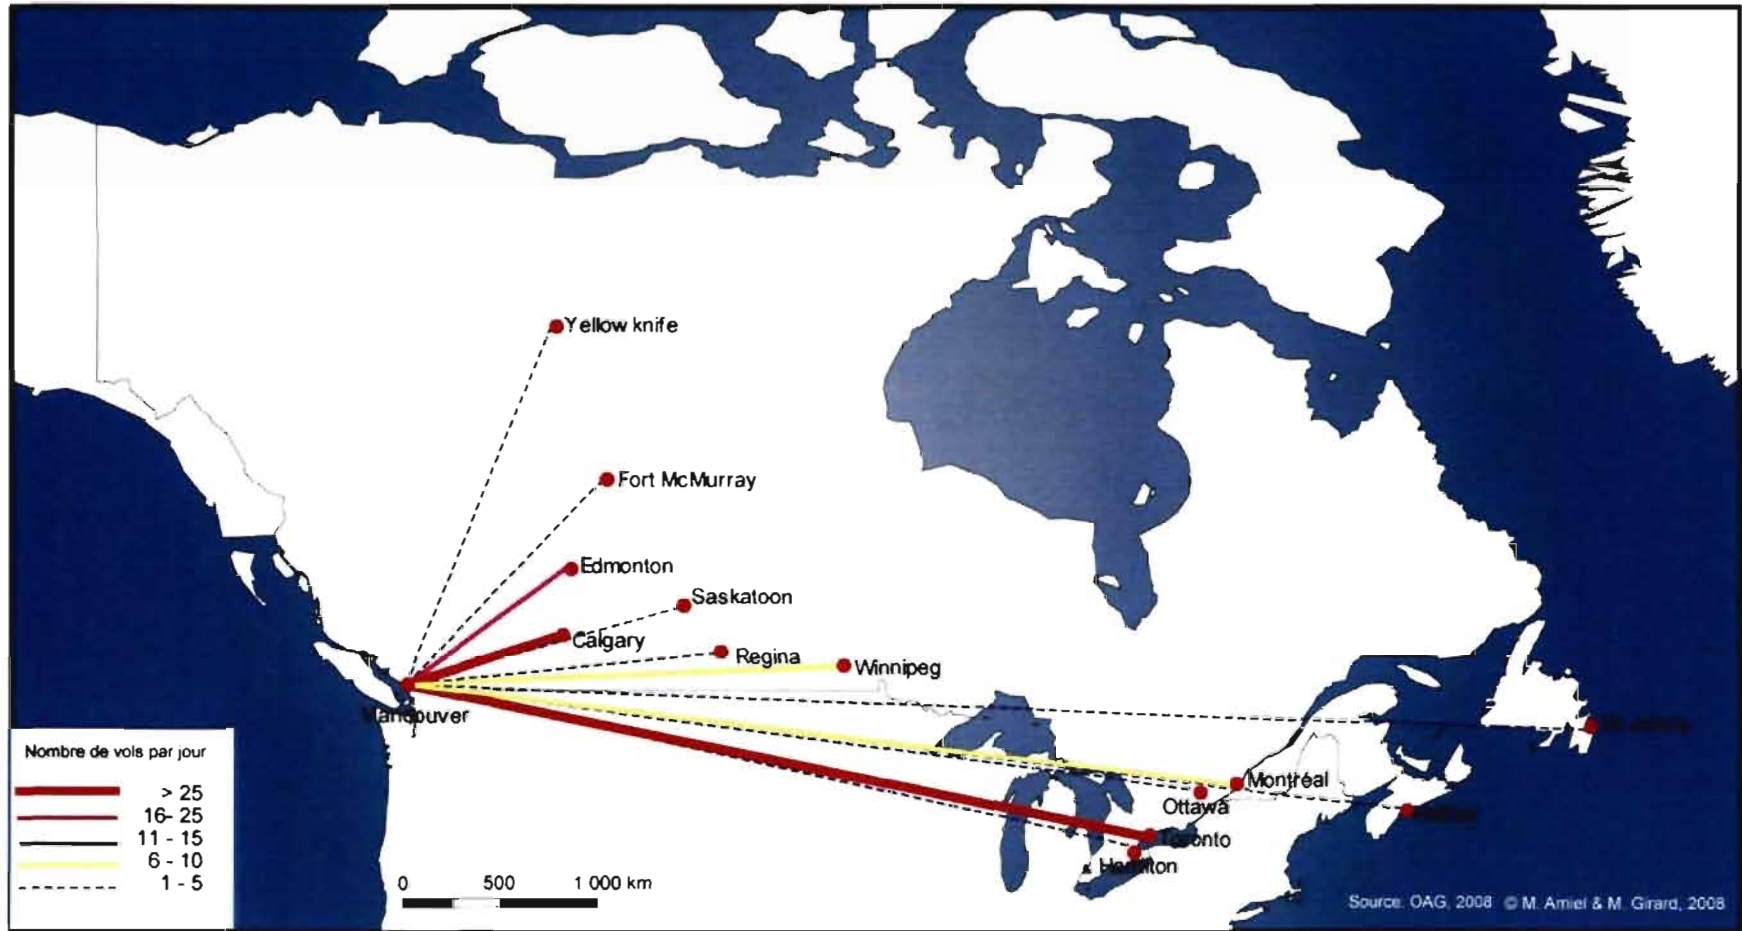 Yellow knife
Fort McMurray
Edmonton
Saskatoon
Calgary
Regina
Winnipeg
Montréal
Ottawa
Toronto
Hamilton
Nombre de vols par jour
> 25
16- 25
11 - 15
6 - 10
1 - 5
0 500 1 000 km
Source: OAG, 2008 © M. Amiel & M. Girard, 2008